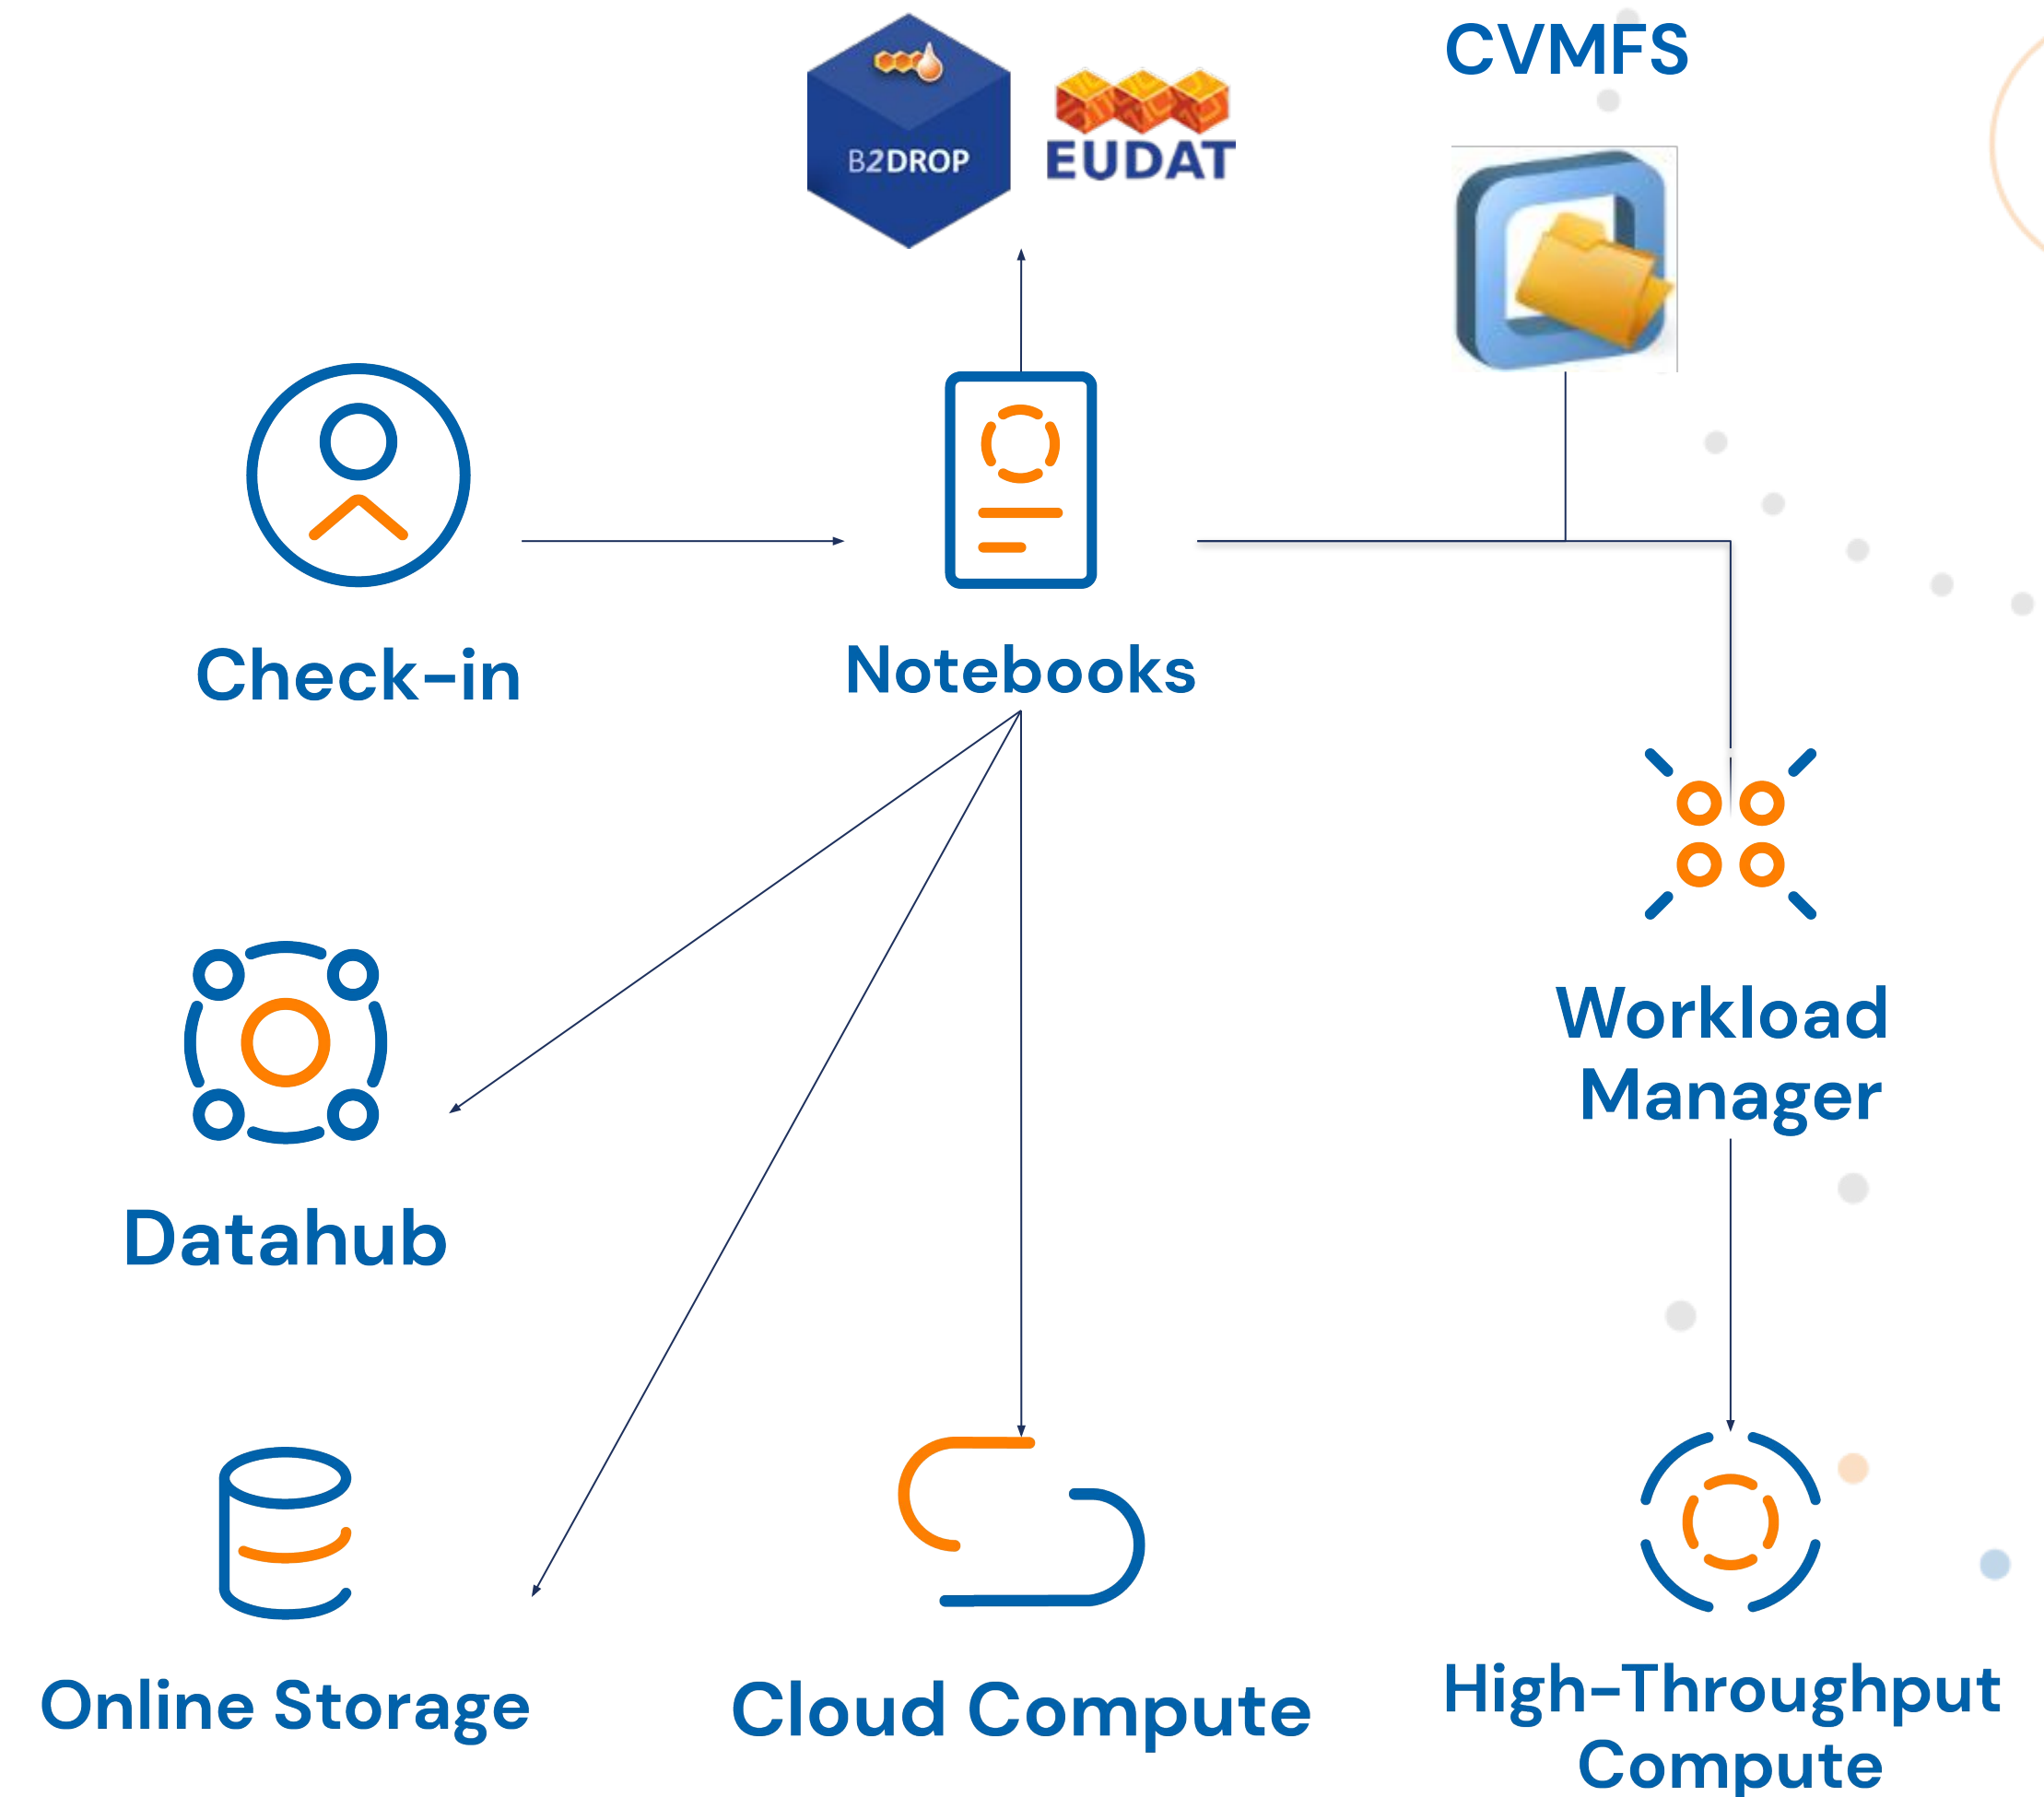 CVMFS
B2DROP
EUDAT
Check-in
Notebooks
Workload
Manager
Datahub
Online Storage
Cloud Compute
High-Throughput
Compute